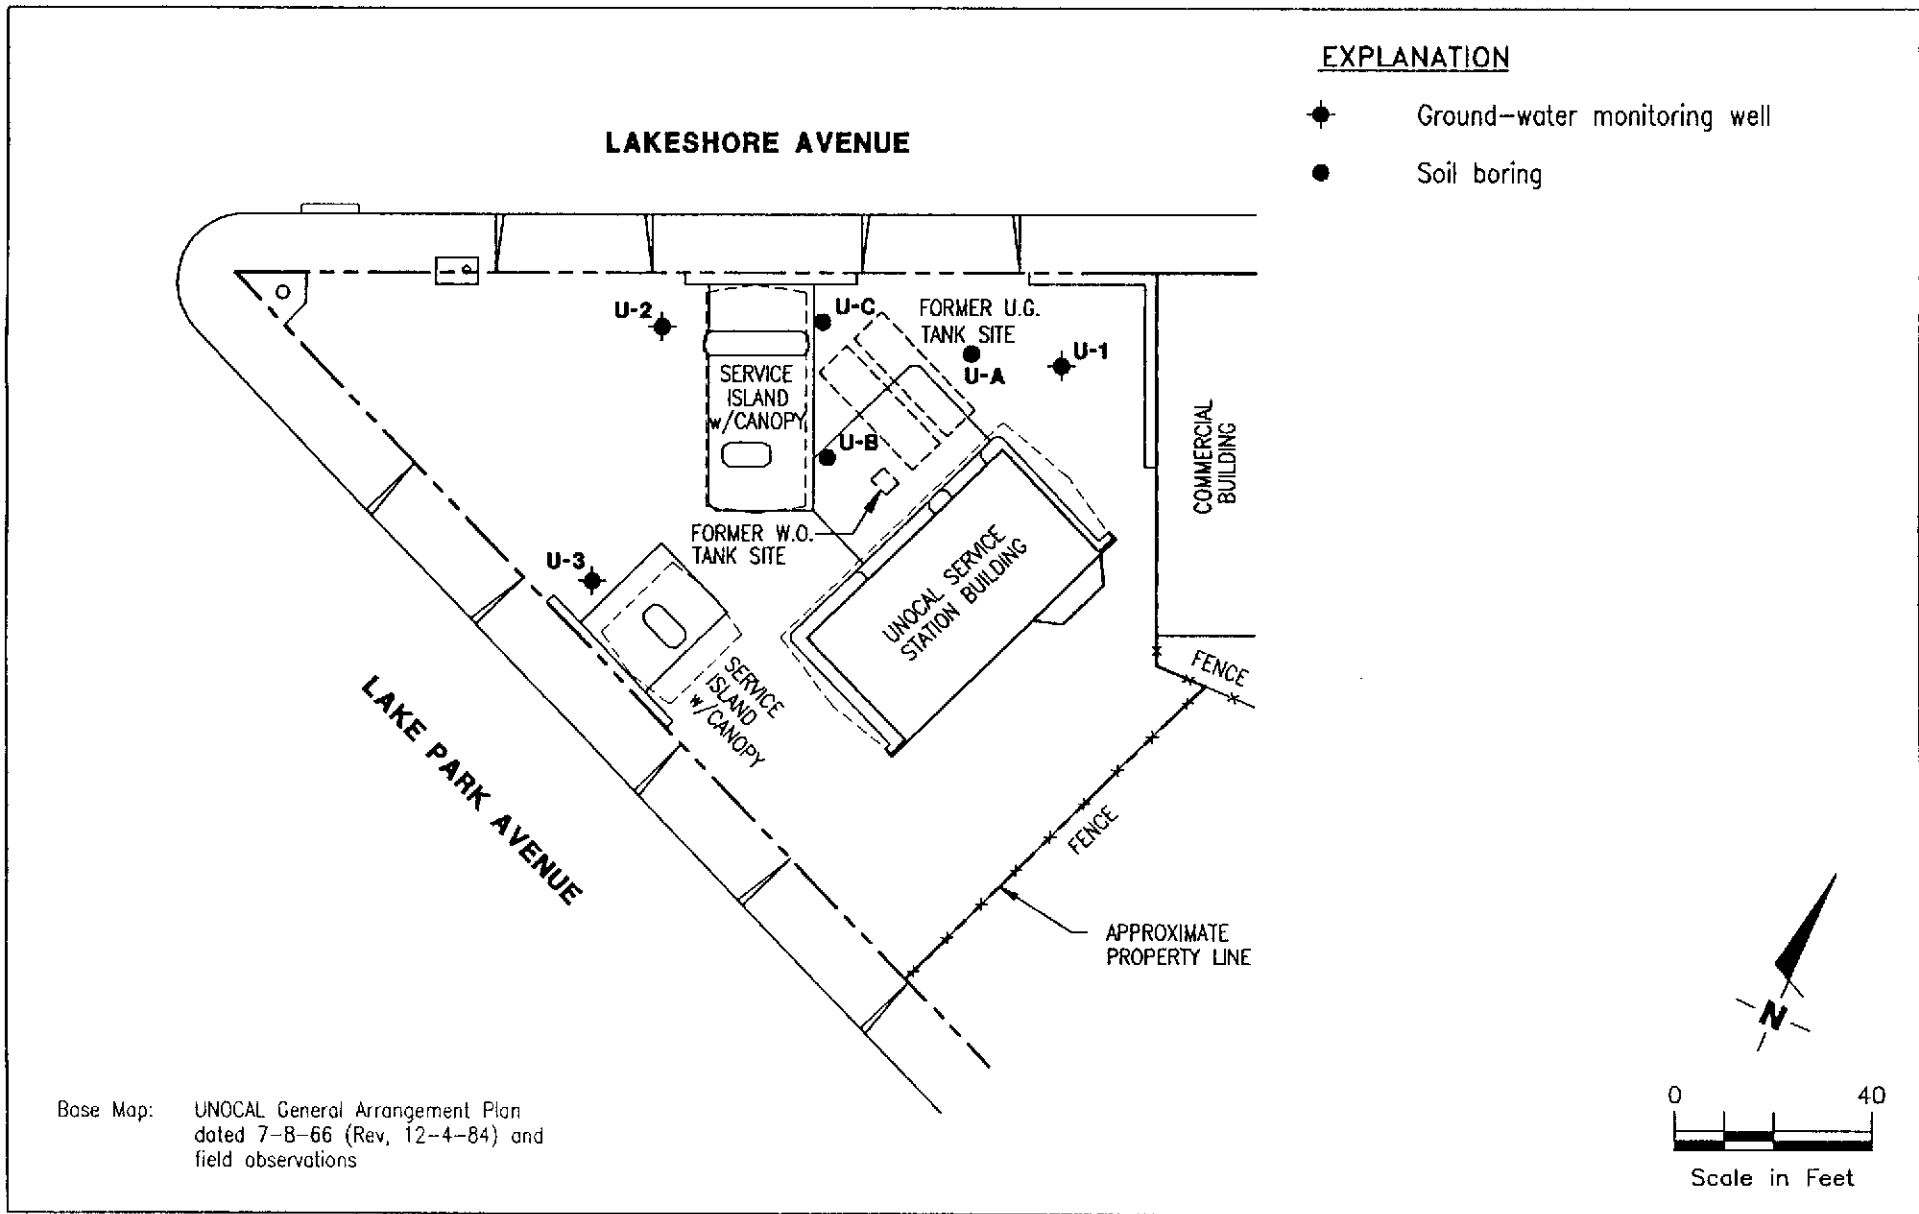 EXPLANATION
Ground-water monitoring well
Soil boring
LAKESHORE AVENUE
U-2
U-C
FORMER U.G.
TANK SITE
U-A
U-1
SERVICE
ISLAND
w/CANOPY
U-B
COMMERCIAL
BUILDING
FORMER W.O.
TANK SITE
U-3
UNOCAL SERVICE
STATION BUILDING
SERVICE
ISLAND
w/CANOPY
FENCE
LAKE PARK AVENUE
FENCE
APPROXIMATE
PROPERTY LINE
N
0 40
Scale in Feet
Base Map: UNOCAL General Arrangement Plan
dated 7-8-66 (Rev, 12-4-84) and
field observations